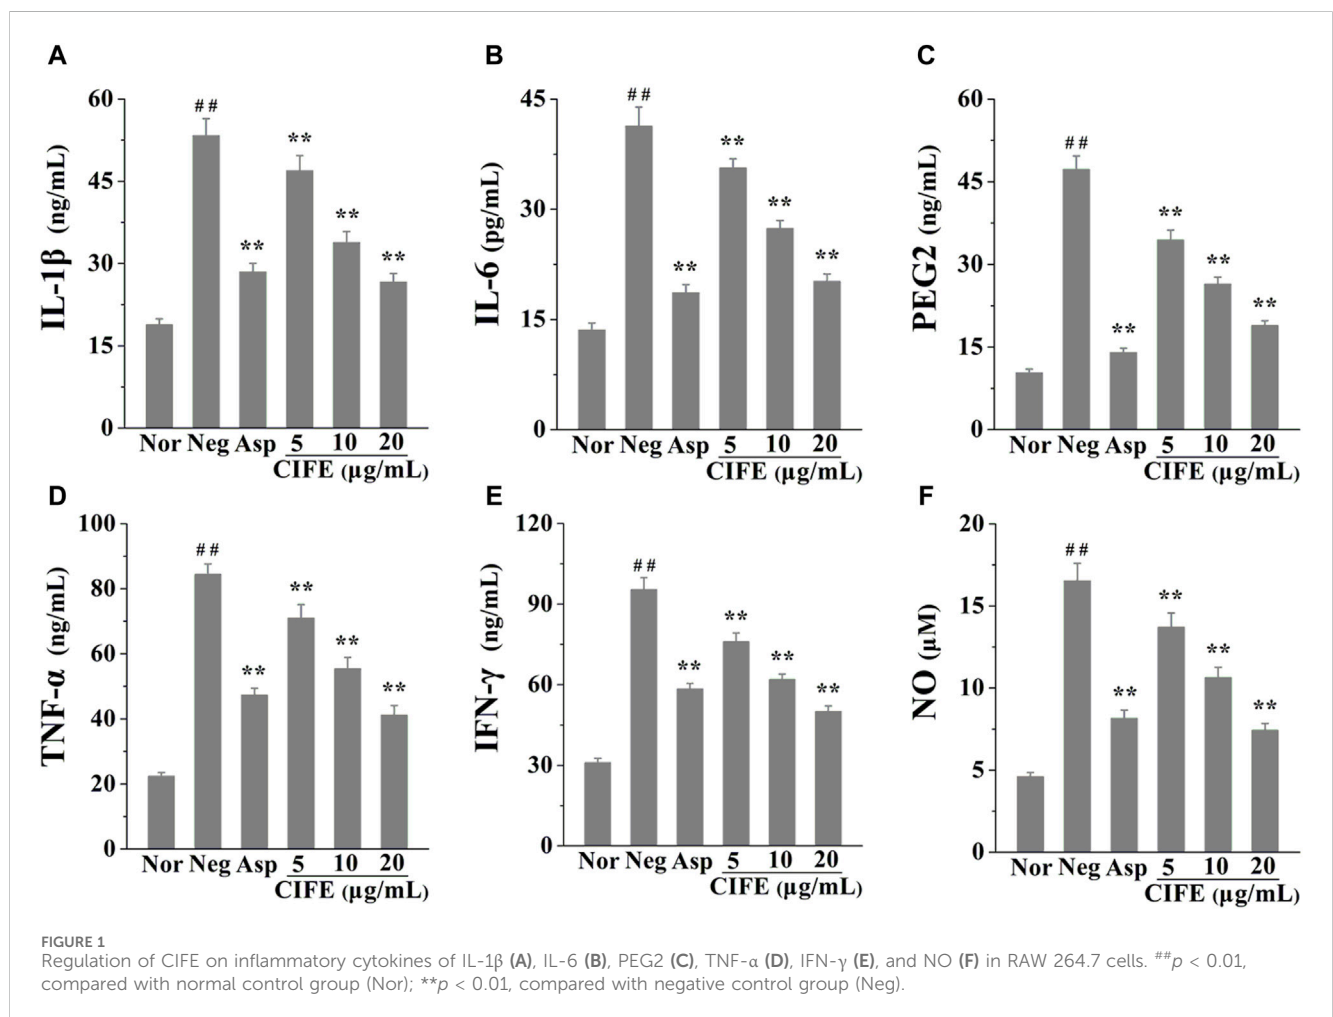 A
IL-1β (ng/mL)
60
45
30
15
0
##
**
**
**
**
Nor Neg Asp 5 10 20
CIFE (µg/mL)
B
IL-6 (pg/mL)
45
30
15
0
##
**
**
**
**
Nor Neg Asp 5 10 20
CIFE (µg/mL)
C
PEG2 (ng/mL)
60
45
30
15
0
##
**
**
**
**
Nor Neg Asp 5 10 20
CIFE (µg/mL)
D
TNF-α (ng/mL)
100
80
60
40
20
0
##
**
**
**
**
Nor Neg Asp 5 10 20
CIFE (µg/mL)
E
IFN-γ (ng/mL)
120
90
60
30
0
##
**
**
**
**
Nor Neg Asp 5 10 20
CIFE (µg/mL)
F
NO (µM)
20
15
10
5
0
##
**
**
**
**
Nor Neg Asp 5 10 20
CIFE (µg/mL)
FIGURE 1
Regulation of CIFE on inflammatory cytokines of IL-1β (A), IL-6 (B), PEG2 (C), TNF-α (D), IFN-γ (E), and NO (F) in RAW 264.7 cells. ##p < 0.01,
compared with normal control group (Nor); **p < 0.01, compared with negative control group (Neg).